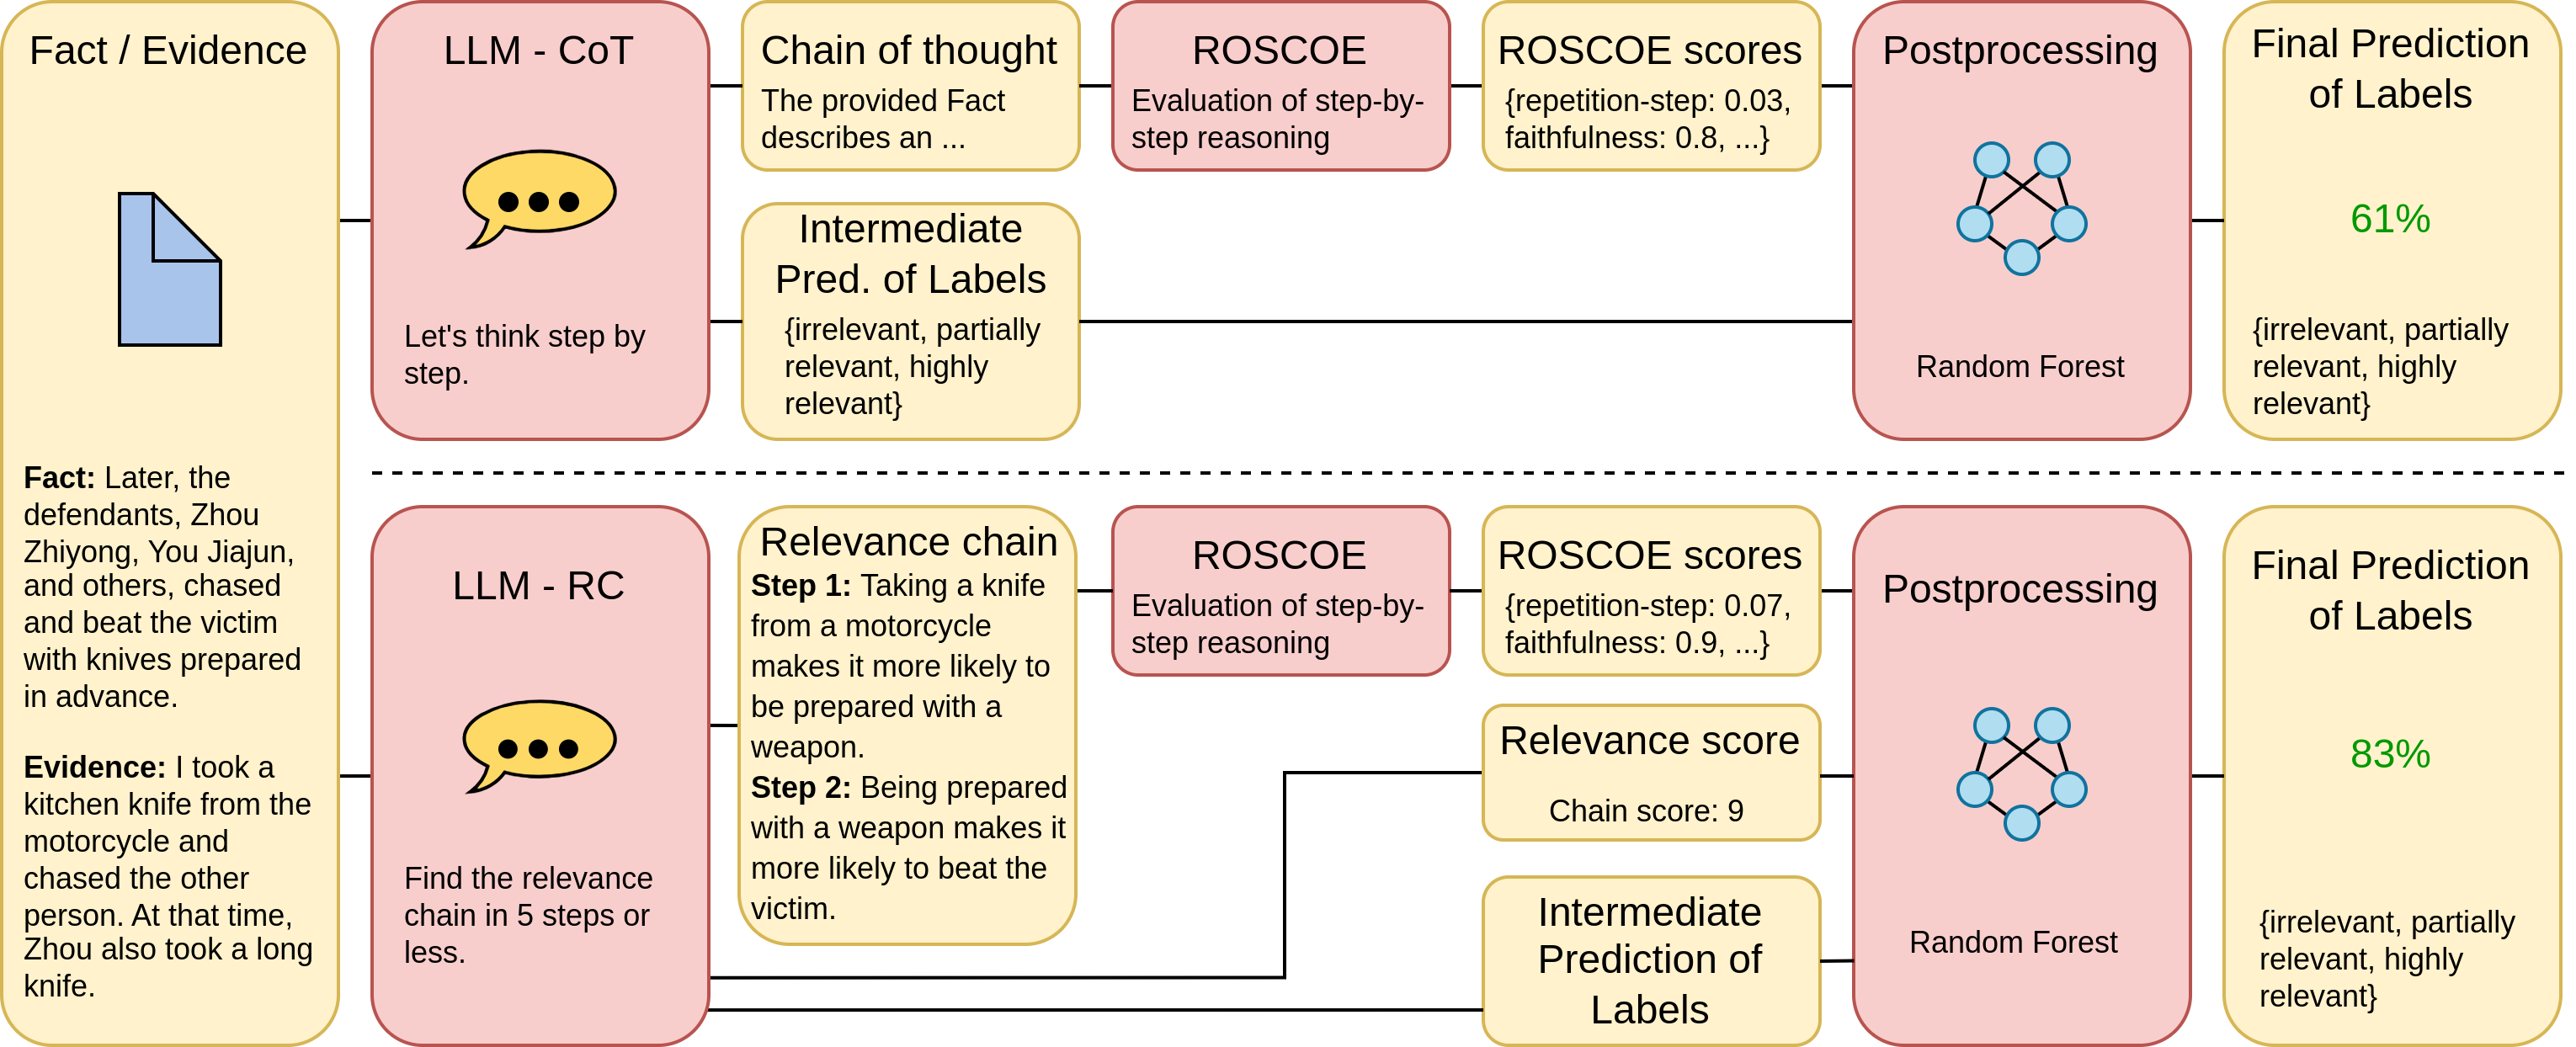 Fact / Evidence
Fact: Later, the
defendants, Zhou
Zhiyong, You Jiajun,
and others, chased
and beat the victim
with knives prepared
in advance.
Evidence: I took a
kitchen knife from the
motorcycle and
chased the other
person. At that time,
Zhou also took a long
knife.
LLM - CoT
Let's think step by
step.
Chain of thought
The provided Fact
describes an ...
Intermediate
Pred. of Labels
{irrelevant, partially
relevant, highly
relevant}
ROSCOE
Evaluation of step-by-
step reasoning
ROSCOE scores
{repetition-step: 0.03,
faithfulness: 0.8, ...}
Postprocessing
Random Forest
Final Prediction
of Labels
61%
{irrelevant, partially
relevant, highly
relevant}
LLM - RC
Find the relevance
chain in 5 steps or
less.
Relevance chain
Step 1: Taking a knife
from a motorcycle
makes it more likely to
be prepared with a
weapon.
Step 2: Being prepared
with a weapon makes it
more likely to beat the
victim.
ROSCOE
Evaluation of step-by-
step reasoning
ROSCOE scores
{repetition-step: 0.07,
faithfulness: 0.9, ...}
Relevance score
Chain score: 9
Intermediate
Prediction of
Labels
Postprocessing
Random Forest
Final Prediction
of Labels
83%
{irrelevant, partially
relevant, highly
relevant}